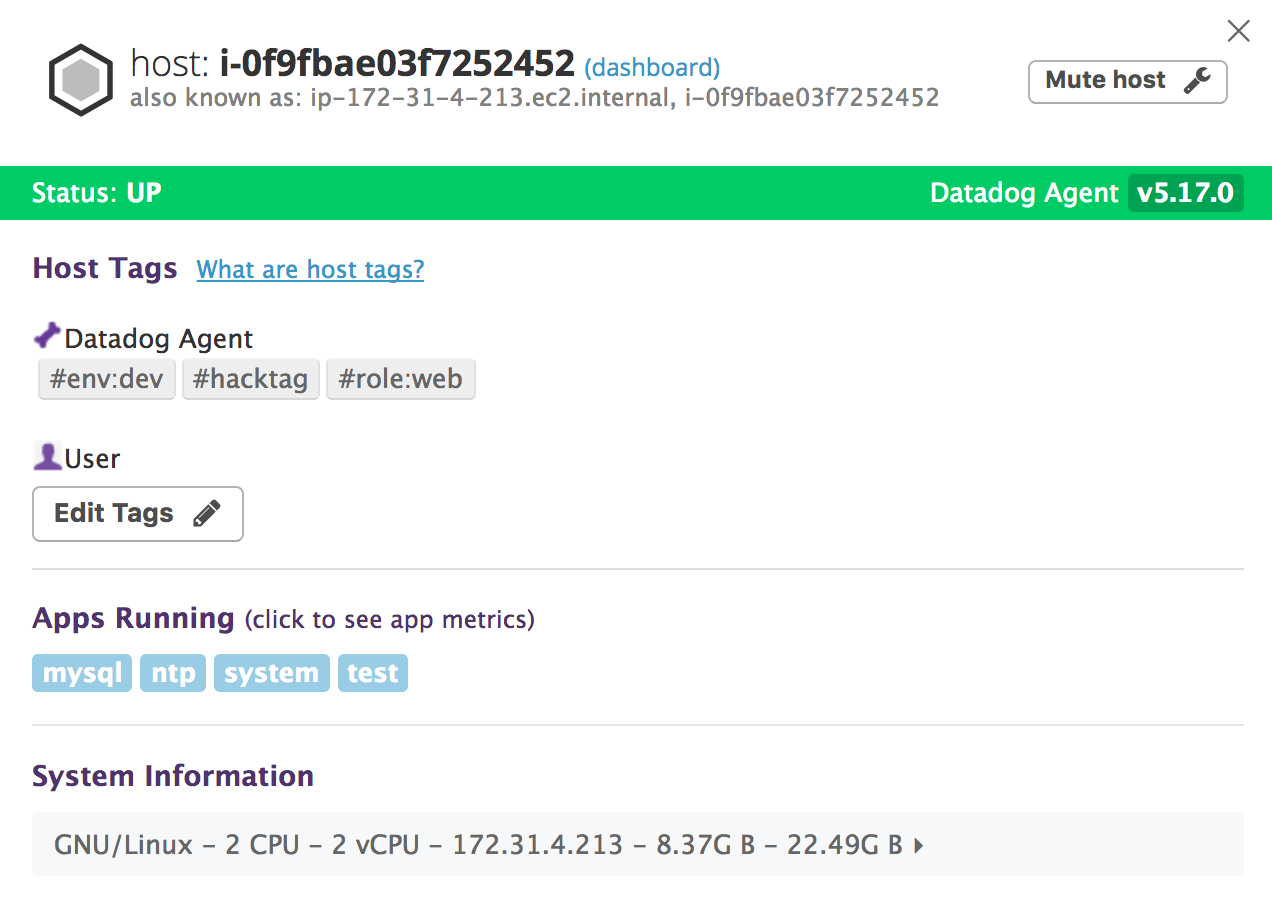 host: i-0f9fbae03f7252452 (dashboard)
also known as: ip-172-31-4-213.ec2.internal, i-0f9fbae03f7252452
Mute host
Status: UP
Datadog Agent v5.17.0
Host Tags What are host tags?
Datadog Agent
#env:dev #hacktag #role:web
User
Edit Tags
Apps Running (click to see app metrics)
mysql ntp system test
System Information
GNU/Linux – 2 CPU – 2 vCPU – 172.31.4.213 – 8.37G B – 22.49G B